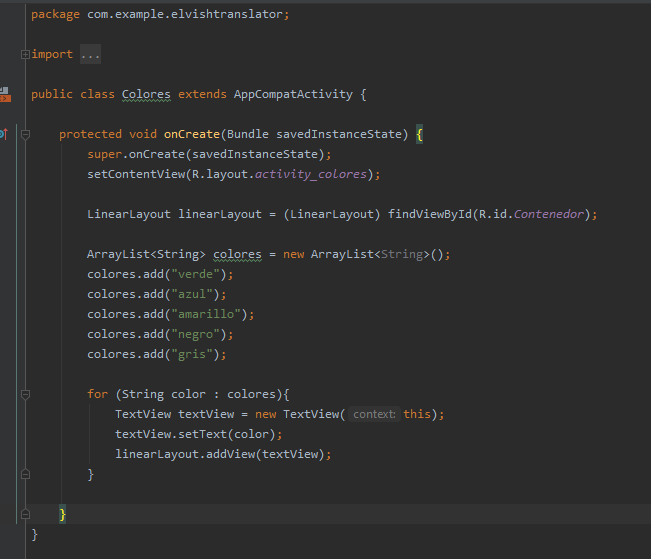 package com.example.elvishtranslator;
import ...
public class Colores extends AppCompatActivity {
protected void onCreate(Bundle savedInstanceState) {
super.onCreate(savedInstanceState);
setContentView(R.layout.activity_colores);
LinearLayout linearLayout = (LinearLayout) findViewById(R.id.Contenedor);
ArrayList<String> colores = new ArrayList<String>();
colores.add("verde");
colores.add("azul");
colores.add("amarillo");
colores.add("negro");
colores.add("gris");
for (String color : colores){
TextView textView = new TextView( context: this);
textView.setText(color);
linearLayout.addView(textView);
}
}
}